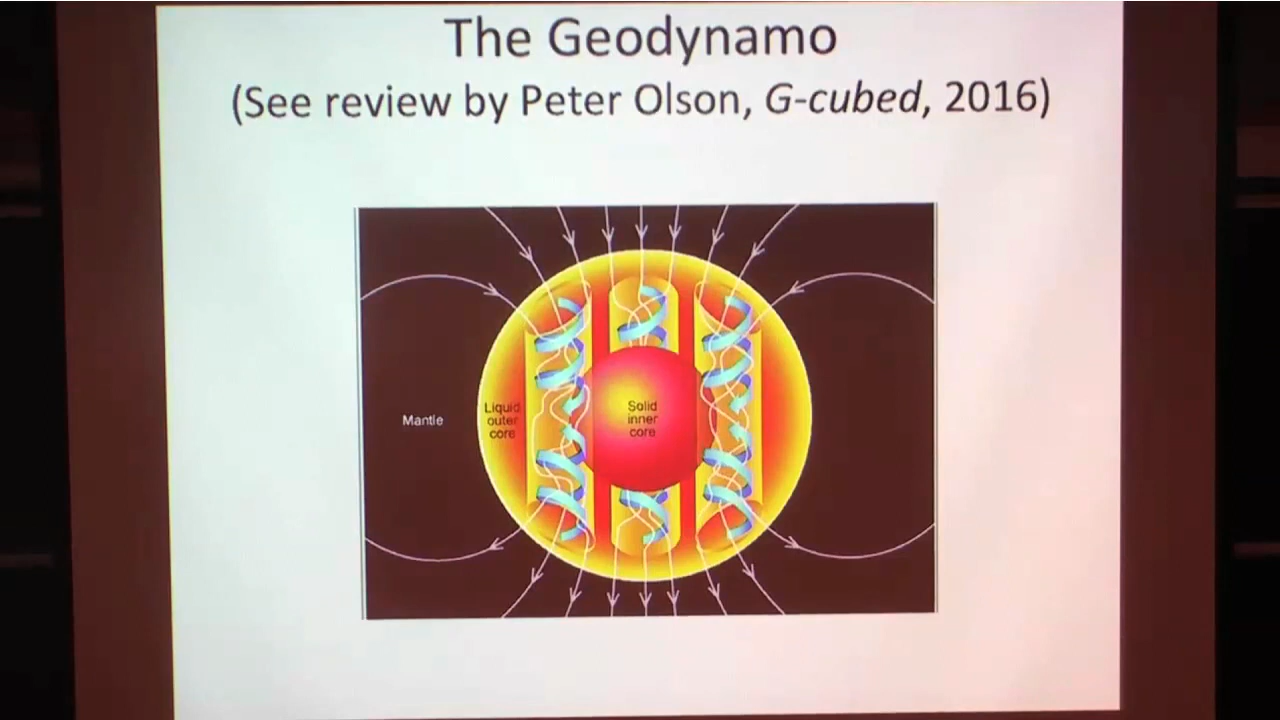 The Geodynamo
(See review by Peter Olson, G-cubed, 2016)
Mantle
Liquid
outer
core
Solid
inner
core